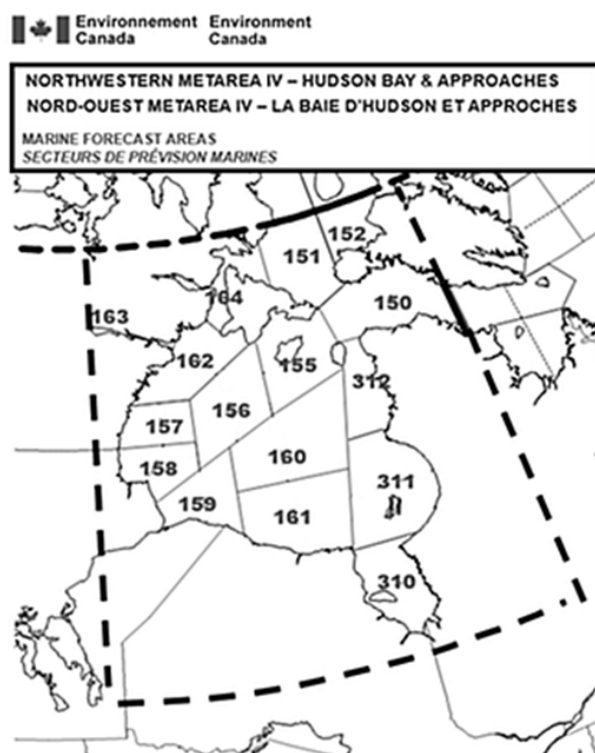 Environnement Environment
Canada Canada
NORTHWESTERN METAREA IV – HUDSON BAY & APPROACHES
NORD-OUEST METAREA IV – LA BAIE D'HUDSON ET APPROCHES
MARINE FORECAST AREAS
SECTEURS DE PRÉVISION MARINES
152
151
164
150
163
162
155
312
156
157
160
158
311
159
161
310